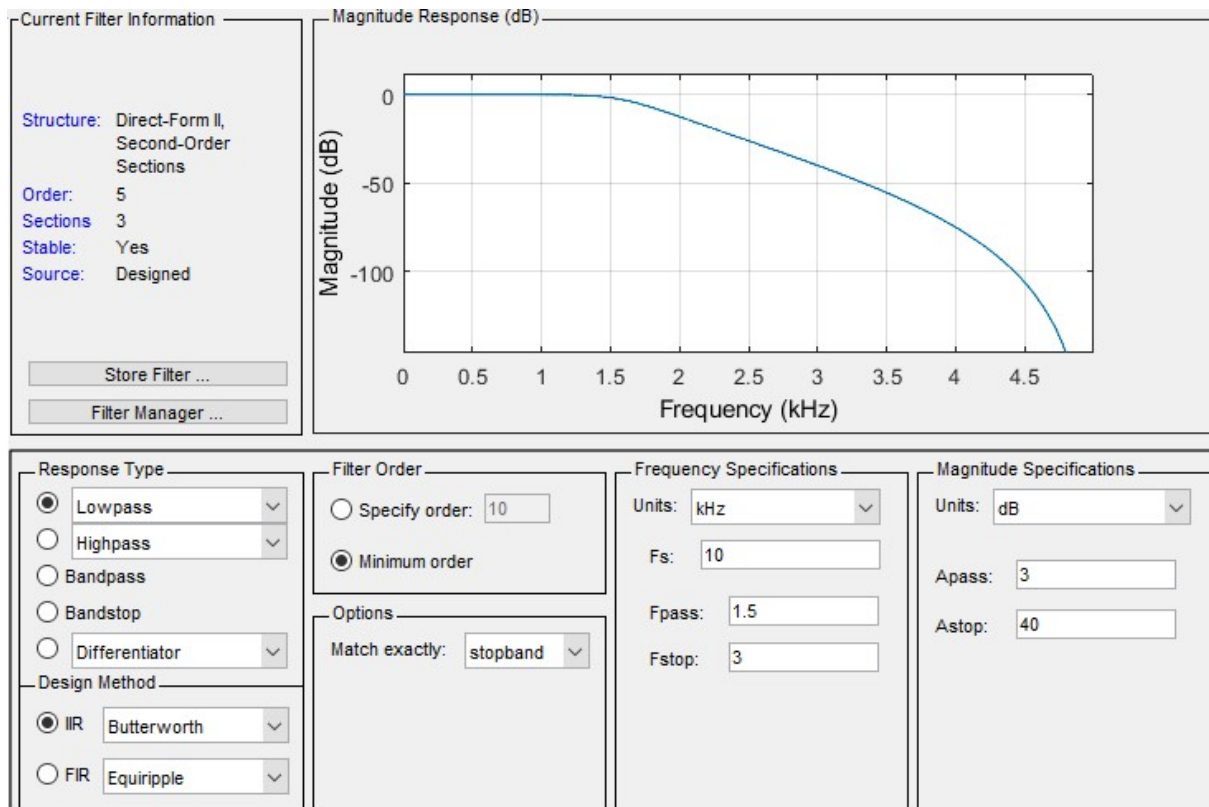 Current Filter Information
Structure: Direct-Form II,
Second-Order
Sections
Order: 5
Sections 3
Stable: Yes
Source: Designed
Store Filter ...
Filter Manager ...
Magnitude Response (dB)
Magnitude (dB)
0
-50
-100
0 0.5 1 1.5 2 2.5 3 3.5 4 4.5
Frequency (kHz)
Response Type
Lowpass
Highpass
Bandpass
Bandstop
Differentiator
Design Method
IIR Butterworth
FIR Equiripple
Filter Order
Specify order: 10
Minimum order
Options
Match exactly: stopband
Frequency Specifications
Units: kHz
Fs: 10
Fpass: 1.5
Fstop: 3
Magnitude Specifications
Units: dB
Apass: 3
Astop: 40